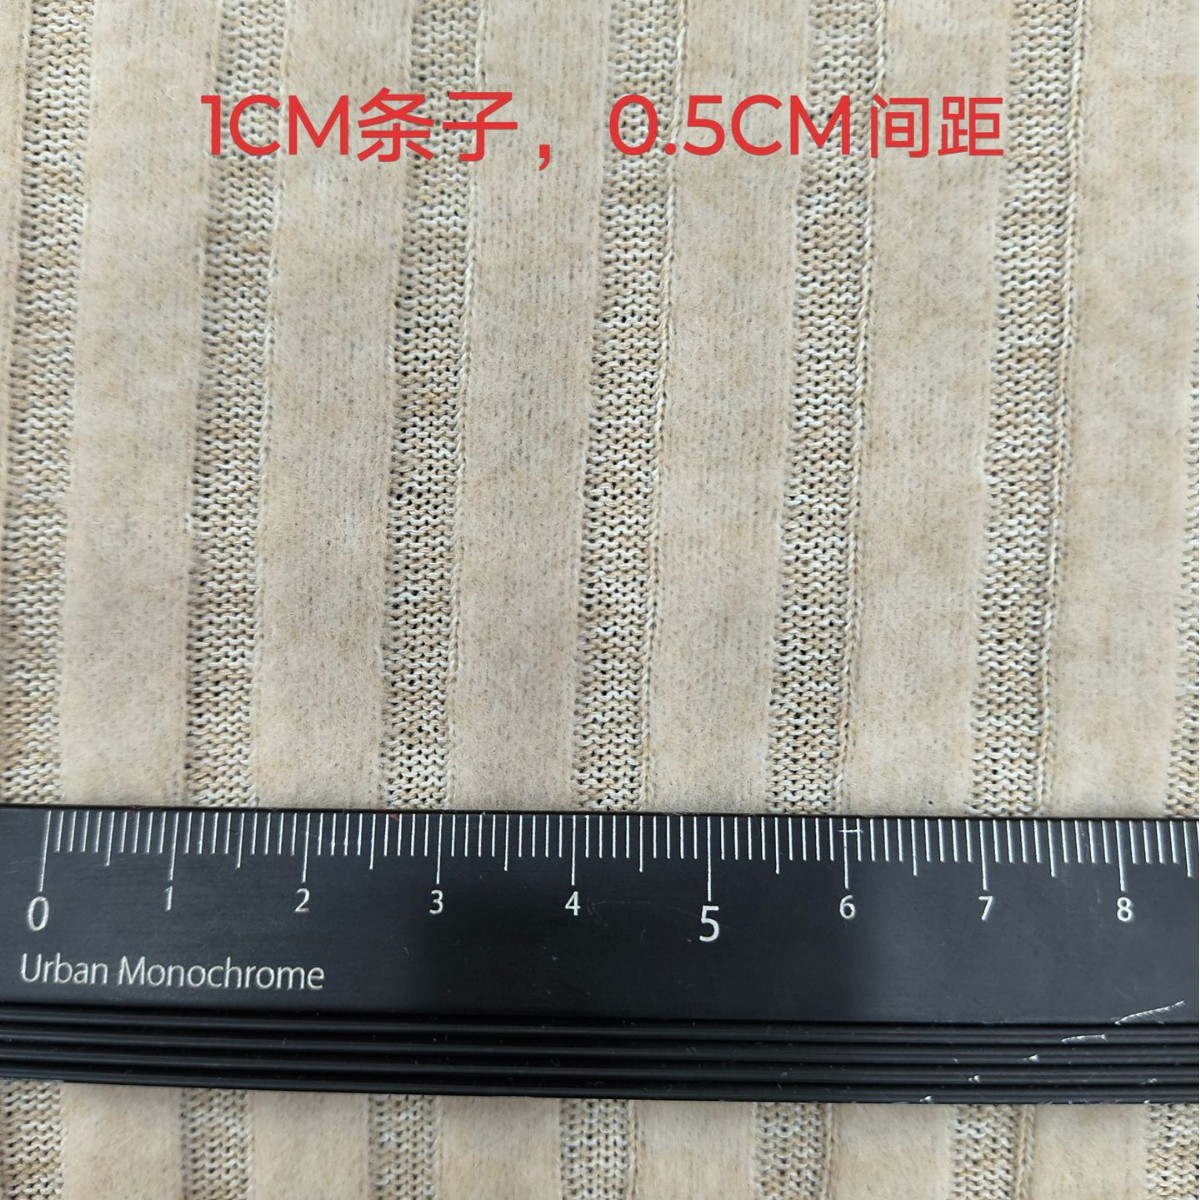 1CM条子，0.5CM间距
0 1 2 3 4 5 6 7 8
Urban Monochrome